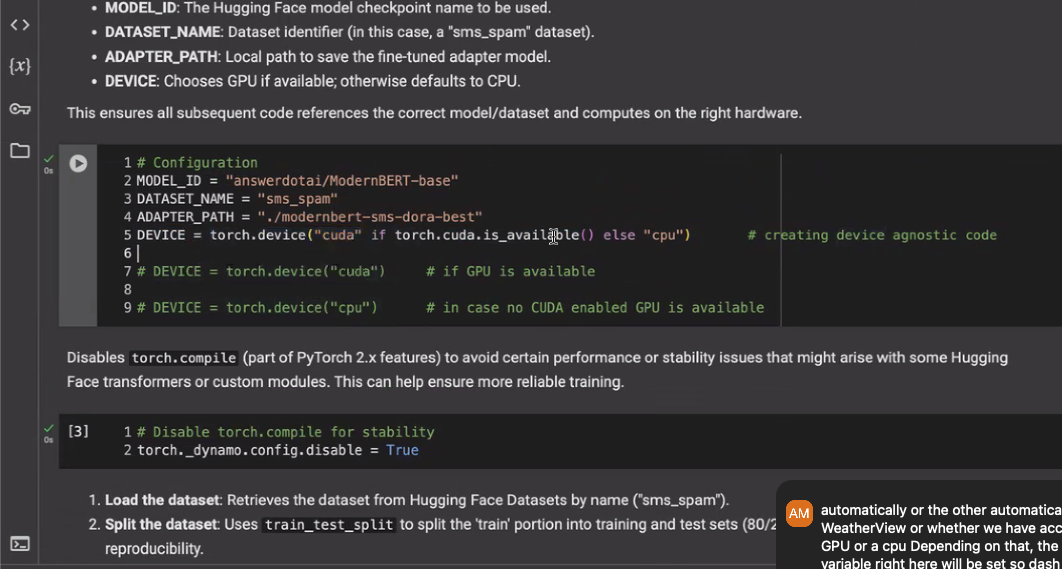 • MODEL_ID: The Hugging Face model checkpoint name to be used.
• DATASET_NAME: Dataset identifier (in this case, a "sms_spam" dataset).
• ADAPTER_PATH: Local path to save the fine-tuned adapter model.
• DEVICE: Chooses GPU if available; otherwise defaults to CPU.
This ensures all subsequent code references the correct model/dataset and computes on the right hardware.
0s
1 # Configuration
2 MODEL_ID = "answerdotai/ModernBERT-base"
3 DATASET_NAME = "sms_spam"
4 ADAPTER_PATH = "./modernbert-sms-dora-best"
5 DEVICE = torch.device("cuda" if torch.cuda.is_available() else "cpu") # creating device agnostic code
6
7 # DEVICE = torch.device("cuda") # if GPU is available
8
9 # DEVICE = torch.device("cpu") # in case no CUDA enabled GPU is available
Disables torch.compile (part of PyTorch 2.x features) to avoid certain performance or stability issues that might arise with some Hugging
Face transformers or custom modules. This can help ensure more reliable training.
0s
[3]
1 # Disable torch.compile for stability
2 torch._dynamo.config.disable = True
1. Load the dataset: Retrieves the dataset from Hugging Face Datasets by name ("sms_spam").
2. Split the dataset: Uses train_test_split to split the 'train' portion into training and test sets (80/2
reproducibility.
AM
automatically or the other automatica
WeatherView or whether we have acc
GPU or a cpu Depending on that, the
variable right here will be set so dash